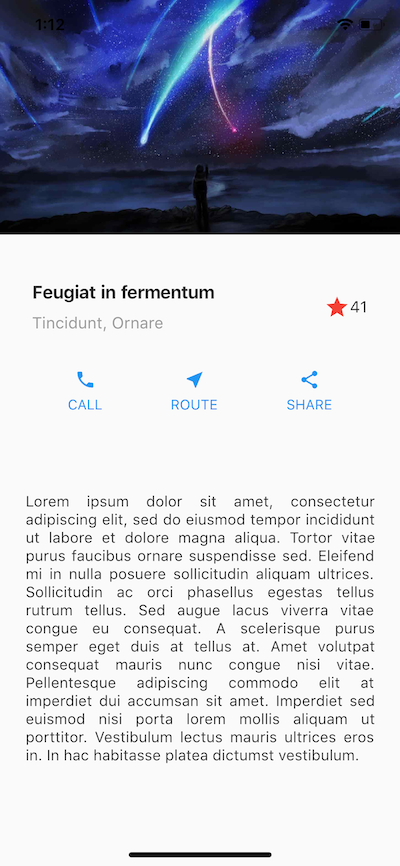 1:12
Feugiat in fermentum
Tincidunt, Ornare
41
CALL ROUTE SHARE
Lorem ipsum dolor sit amet, consectetur
adipiscing elit, sed do eiusmod tempor incididunt
ut labore et dolore magna aliqua. Tortor vitae
purus faucibus ornare suspendisse sed. Eleifend
mi in nulla posuere sollicitudin aliquam ultrices.
Sollicitudin ac orci phasellus egestas tellus
rutrum tellus. Sed augue lacus viverra vitae
congue eu consequat. A scelerisque purus
semper eget duis at tellus at. Amet volutpat
consequat mauris nunc congue nisi vitae.
Pellentesque adipiscing commodo elit at
imperdiet dui accumsan sit amet. Imperdiet sed
euismod nisi porta lorem mollis aliquam ut
porttitor. Vestibulum lectus mauris ultrices eros
in. In hac habitasse platea dictumst vestibulum.